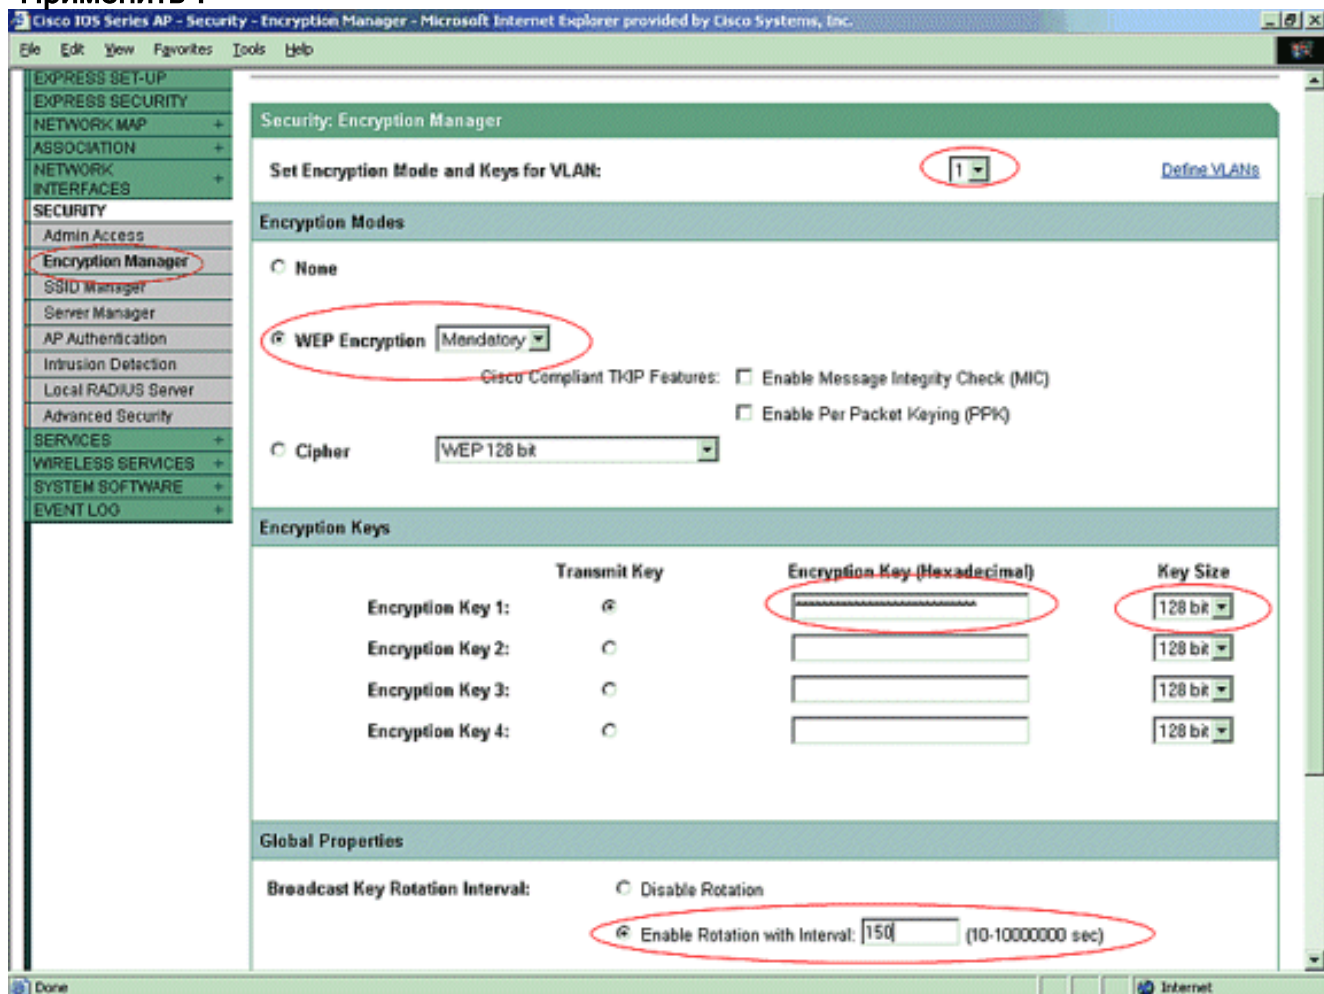 Применить .
Cisco IOS Series AP - Security - Encryption Manager - Microsoft Internet Explorer provided by Cisco Systems, Inc.
File Edit View Favorites Tools Help
EXPRESS SET-UP
EXPRESS SECURITY
NETWORK MAP +
ASSOCIATION +
NETWORK INTERFACES +
SECURITY
Admin Access
Encryption Manager
SSID Manager
Server Manager
AP Authentication
Intrusion Detection
Local RADIUS Server
Advanced Security
SERVICES +
WIRELESS SERVICES +
SYSTEM SOFTWARE +
EVENT LOG +
Security: Encryption Manager
Set Encryption Mode and Keys for VLAN: 1 Define VLANs
Encryption Modes
None
WEP Encryption Mandatory
Cisco Compliant TKIP Features: Enable Message Integrity Check (MIC)
Enable Per Packet Keying (PPK)
Cipher WEP 128 bit
Encryption Keys
Transmit Key Encryption Key (Hexadecimal) Key Size
Encryption Key 1: 128 bit
Encryption Key 2: 128 bit
Encryption Key 3: 128 bit
Encryption Key 4: 128 bit
Global Properties
Broadcast Key Rotation Interval: Disable Rotation
Enable Rotation with Interval: 150 (10-10000000 sec)
Done Internet